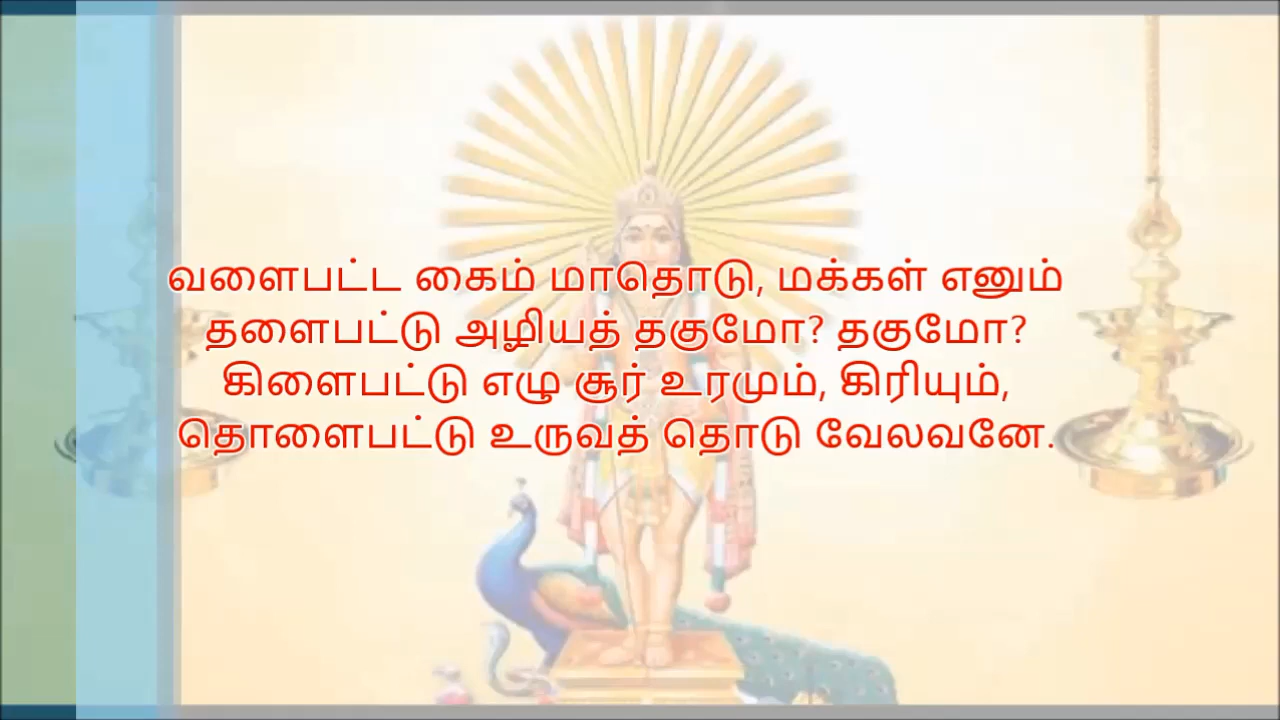 வளைபட்ட கைம் மாதொடு, மக்கள் எனும்
தளைபட்டு அழியத் தகுமோ? தகுமோ?
கிளைபட்டு எழு சூர் உரமும், கிரியும்,
தொளைபட்டு உருவத் தொடு வேலவனே.